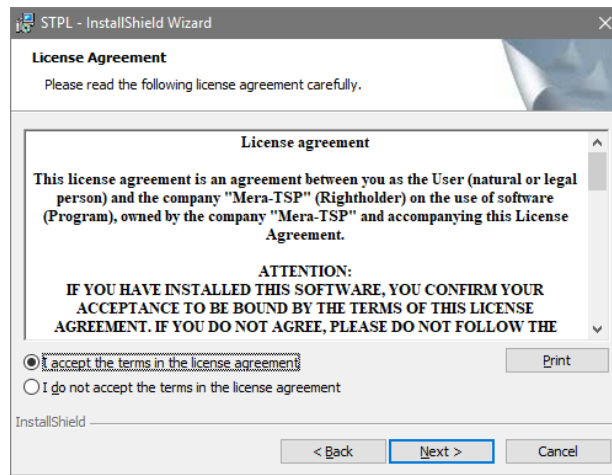 STPL - InstallShield Wizard
License Agreement
Please read the following license agreement carefully.
License agreement
This license agreement is an agreement between you as the User (natural or legal
person) and the company "Mera-TSP" (Rightholder) on the use of software
(Program), owned by the company "Mera-TSP" and accompanying this License
Agreement.
ATTENTION:
IF YOU HAVE INSTALLED THIS SOFTWARE, YOU CONFIRM YOUR
ACCEPTANCE TO BE BOUND BY THE TERMS OF THIS LICENSE
AGREEMENT. IF YOU DO NOT AGREE, PLEASE DO NOT FOLLOW THE
I accept the terms in the license agreement
Print
I do not accept the terms in the license agreement
InstallShield
< Back
Next >
Cancel